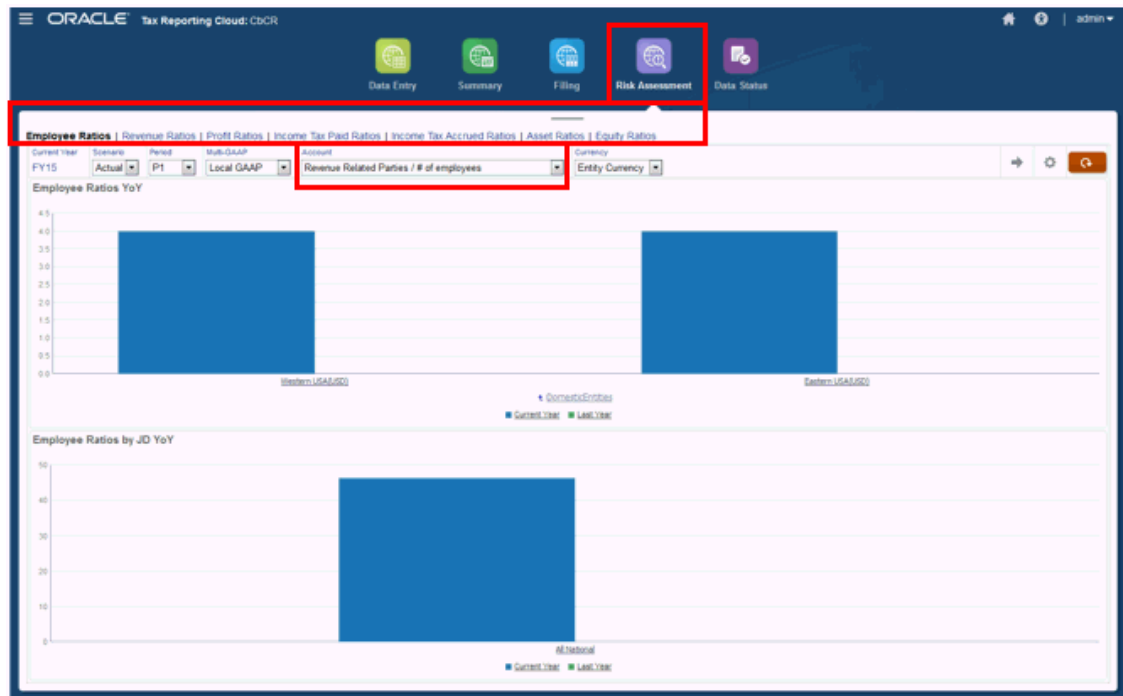 ORACLE® Tax Reporting Cloud: CbCR admin
Data Entry Summary Filing Risk Assessment Data Status
Employee Ratios | Revenue Ratios | Profit Ratios | Income Tax Paid Ratios | Income Tax Accrued Ratios | Asset Ratios | Equity Ratios
Current Year Scenario Period Multi-GAAP Account Currency
FY15 Actual P1 Local GAAP Revenue Related Parties / # of employees Entity Currency
Employee Ratios YoY
4.5
4.0
3.5
3.0
2.5
2.0
1.5
1.0
0.5
0.0
Western USA(USD) Eastern USA(USD)
DomesticEntities
Current Year Last Year
Employee Ratios by JD YoY
50
40
30
20
10
0
All National
Current Year Last Year